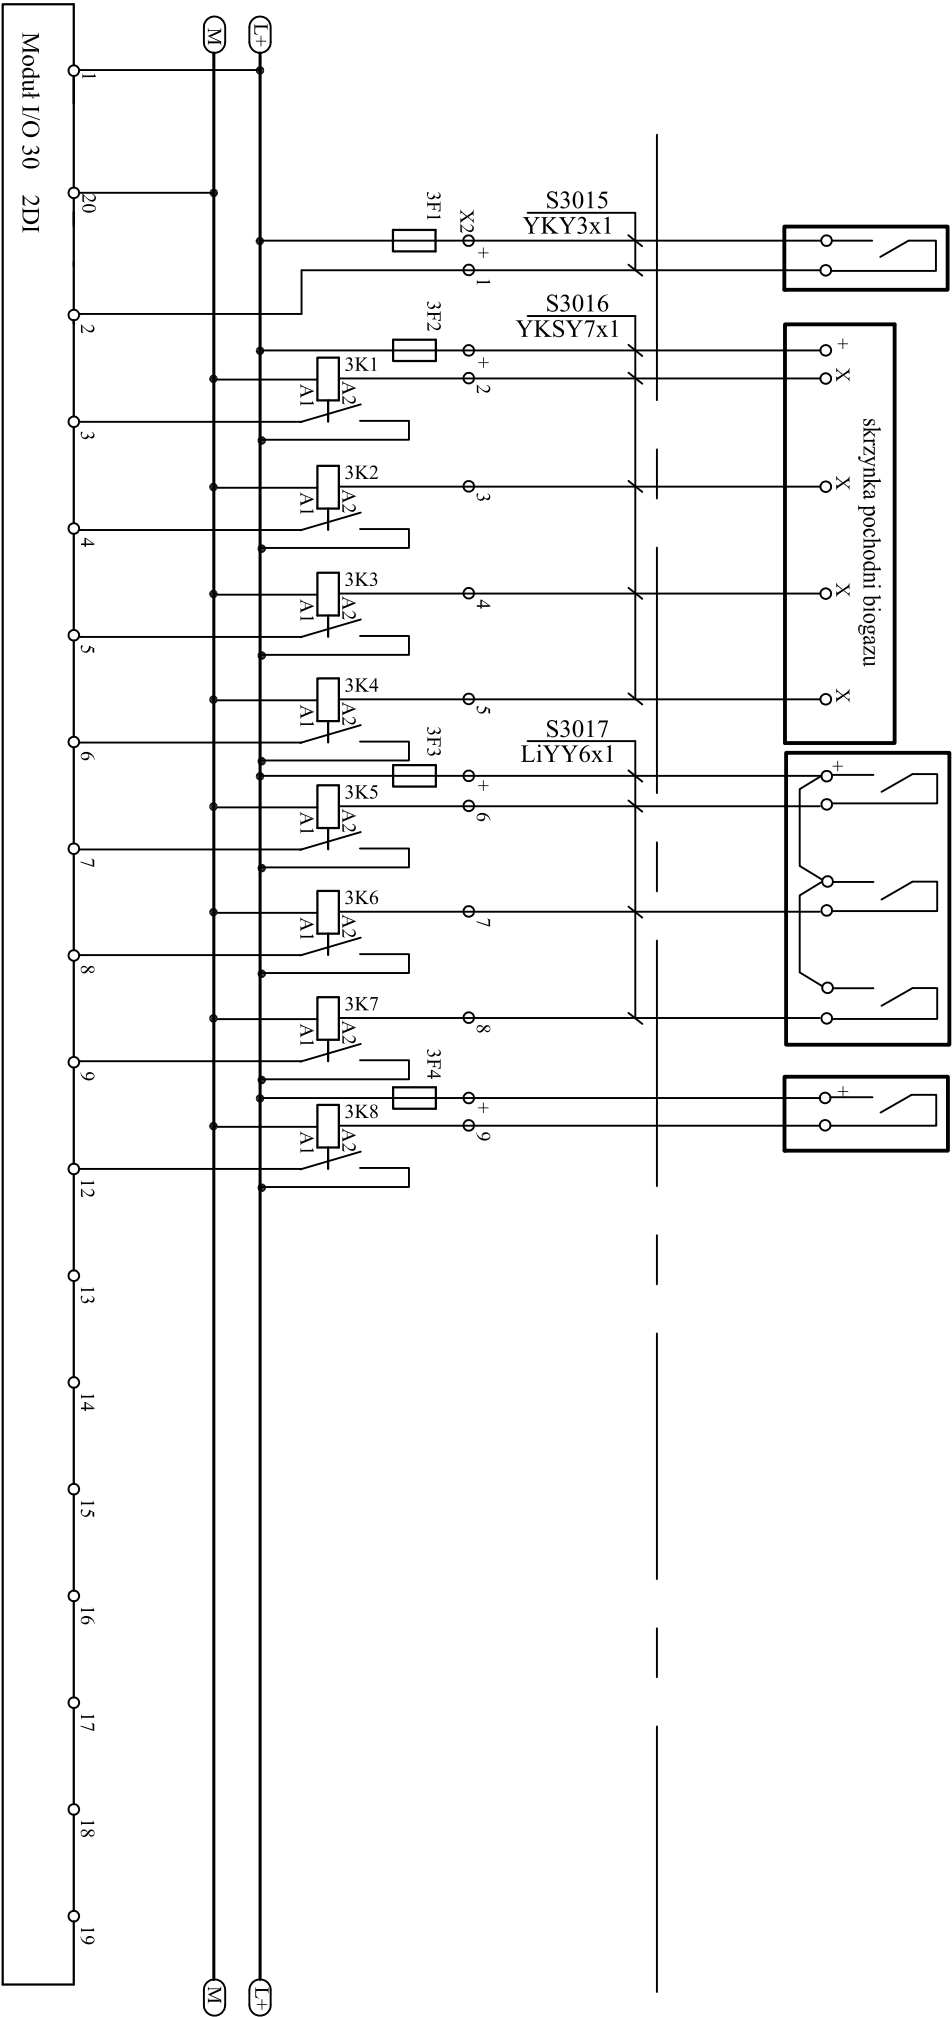 Moduł I/O 30 2DI
M
L+
1
20
2
3
4
5
6
7
8
9
12
13
14
15
16
17
18
19
3F1
X2
+
1
S3015
YKY3x1
3F2
+
2
S3016
YKSY7x1
3K1
A1
A2
3K2
A1
A2
3
3K3
A1
A2
4
3K4
A1
A2
5
3F3
+
6
S3017
LiYY6x1
3K5
A1
A2
3K6
A1
A2
7
3K7
A1
A2
8
3F4
+
9
3K8
A1
A2
+
X
X
X
X
skrzynka pochodni biogazu
+
+
M
L+